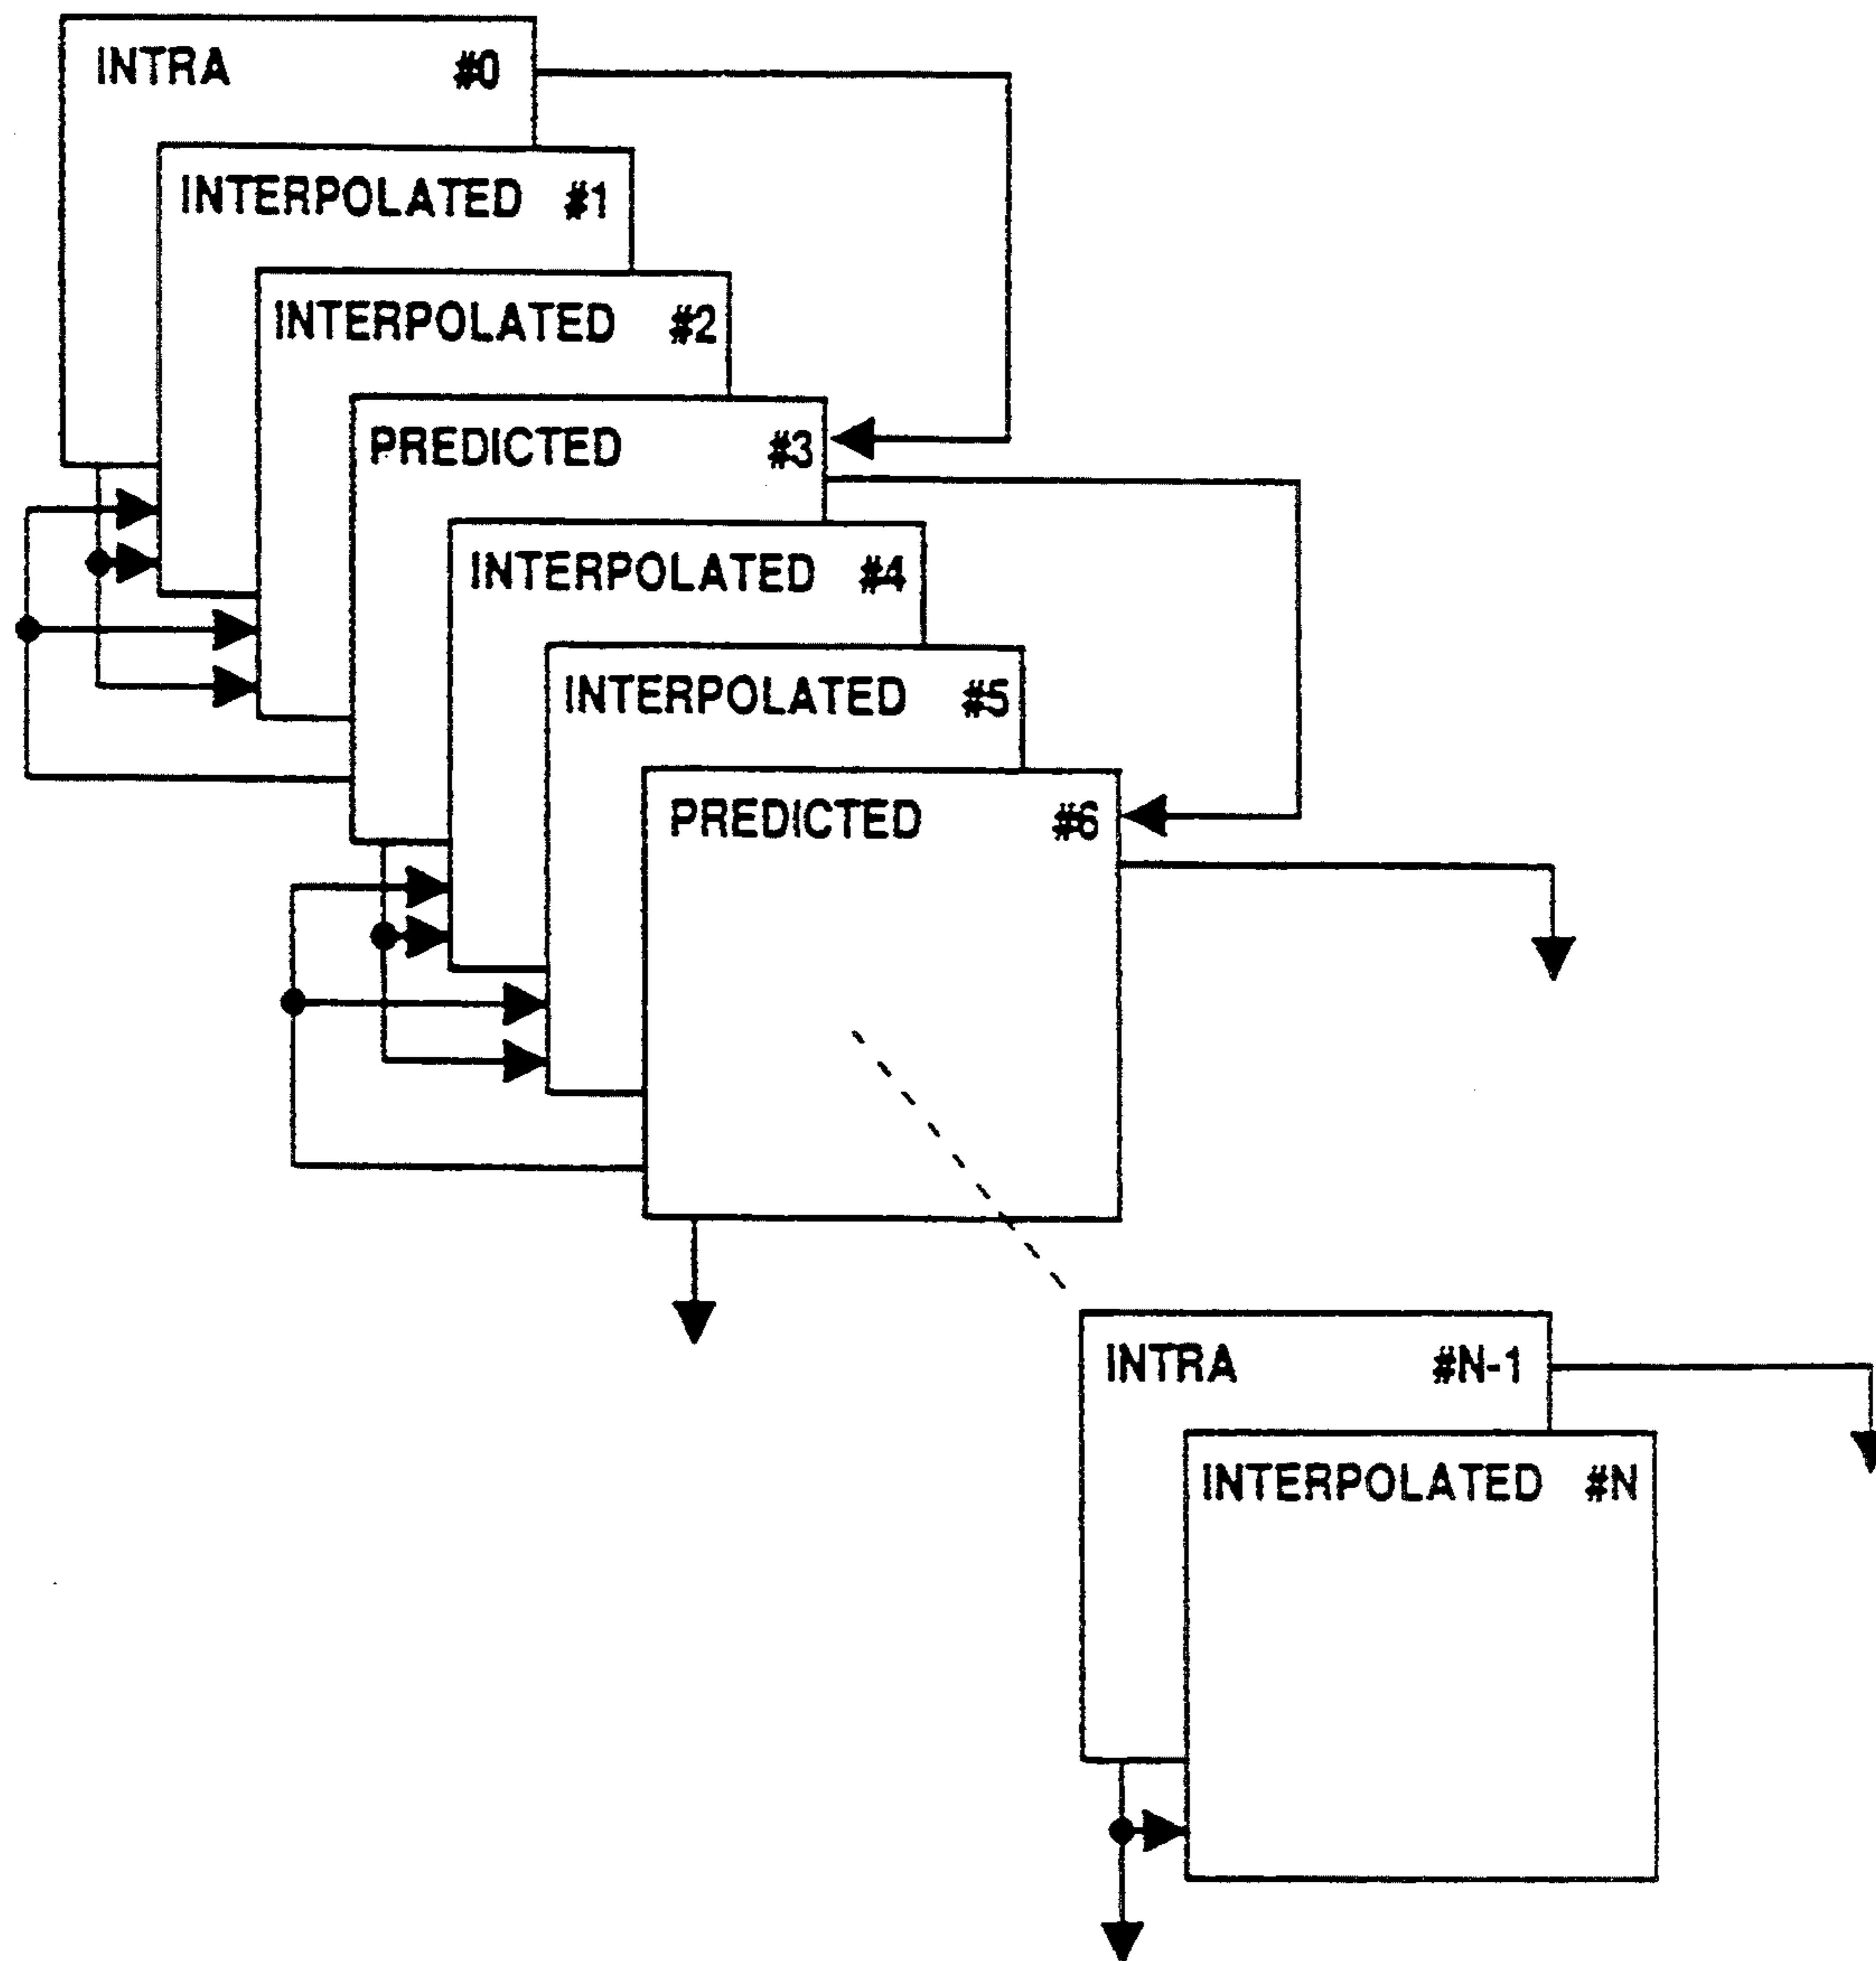 INTRA #0
INTERPOLATED #1
INTERPOLATED #2
PREDICTED #3
INTERPOLATED #4
INTERPOLATED #5
PREDICTED #6
INTRA #N-1
INTERPOLATED #N